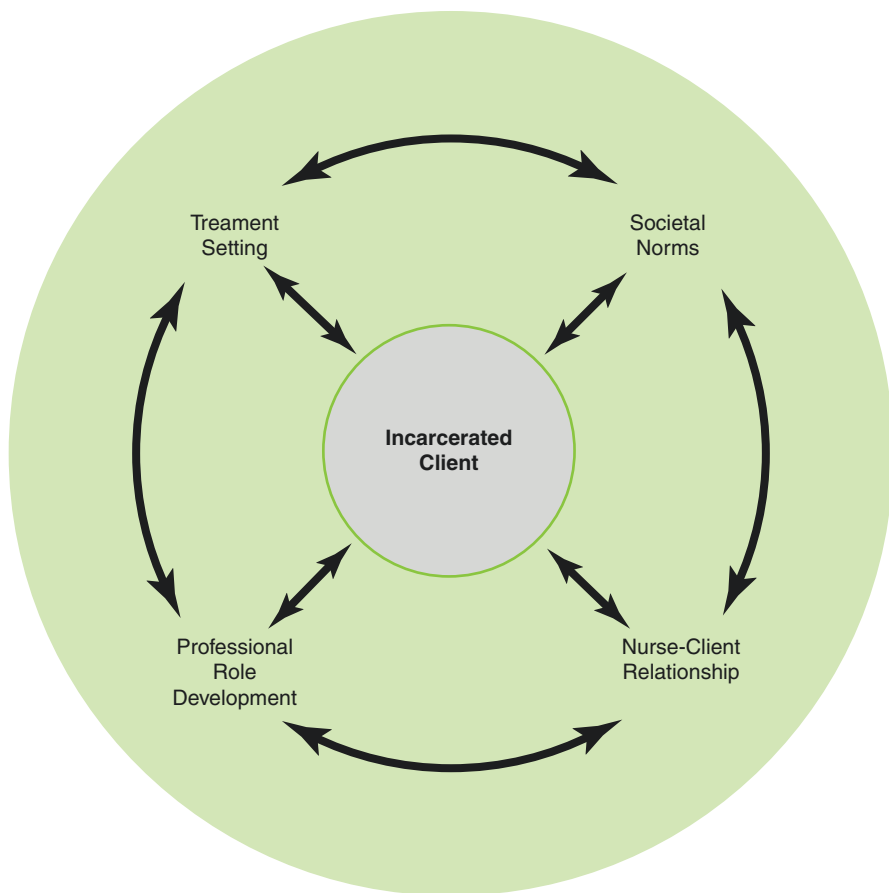 Treament
Setting
Societal
Norms
Incarcerated
Client
Professional
Role
Development
Nurse-Client
Relationship